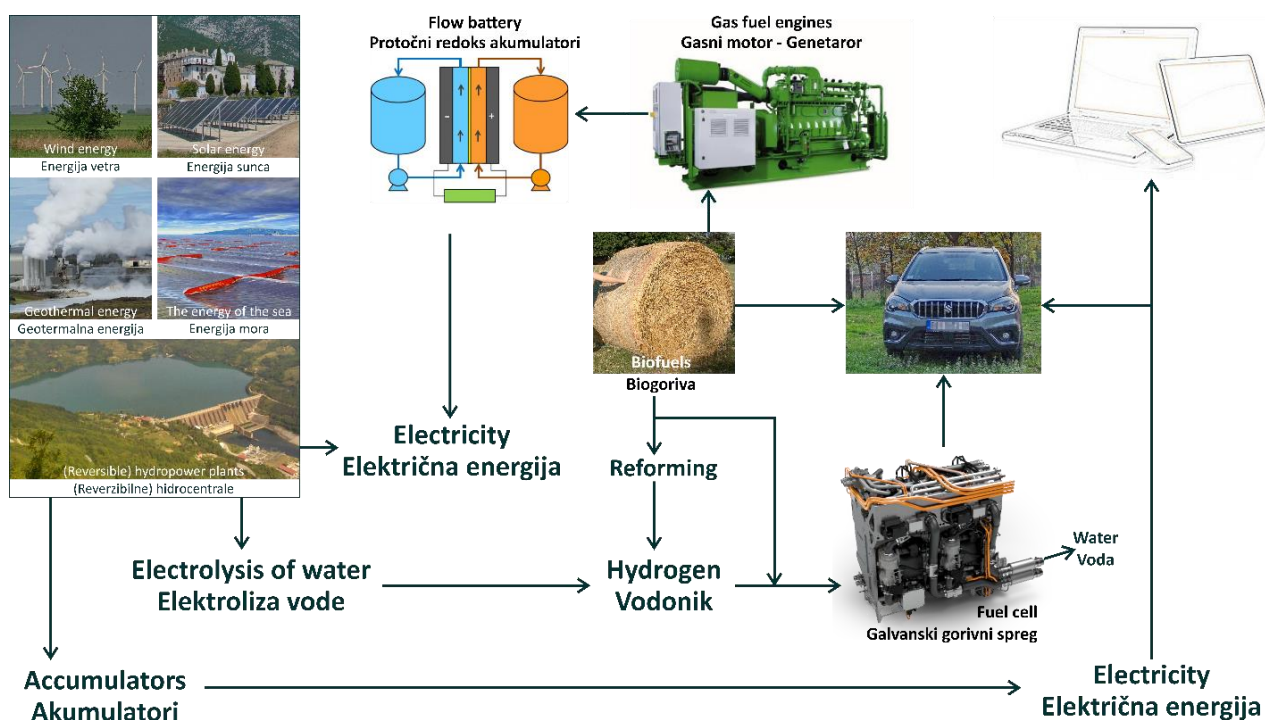 Flow battery
Protočni redoks akumulatori
Gas fuel engines
Gasni motor - Genetaror
Wind energy
Energija vetra
Solar energy
Energija sunca
Geothermal energy
Geotermalna energija
The energy of the sea
Energija mora
(Reversible) hydropower plants
(Reverzibilne) hidrocentrale
-
+
Biofuels
Biogoriva
Electricity
Električna energija
Reforming
Electrolysis of water
Elektroliza vode
Hydrogen
Vodonik
Water
Voda
Fuel cell
Galvanski gorivni spreg
Accumulators
Akumulatori
Electricity
Električna energija